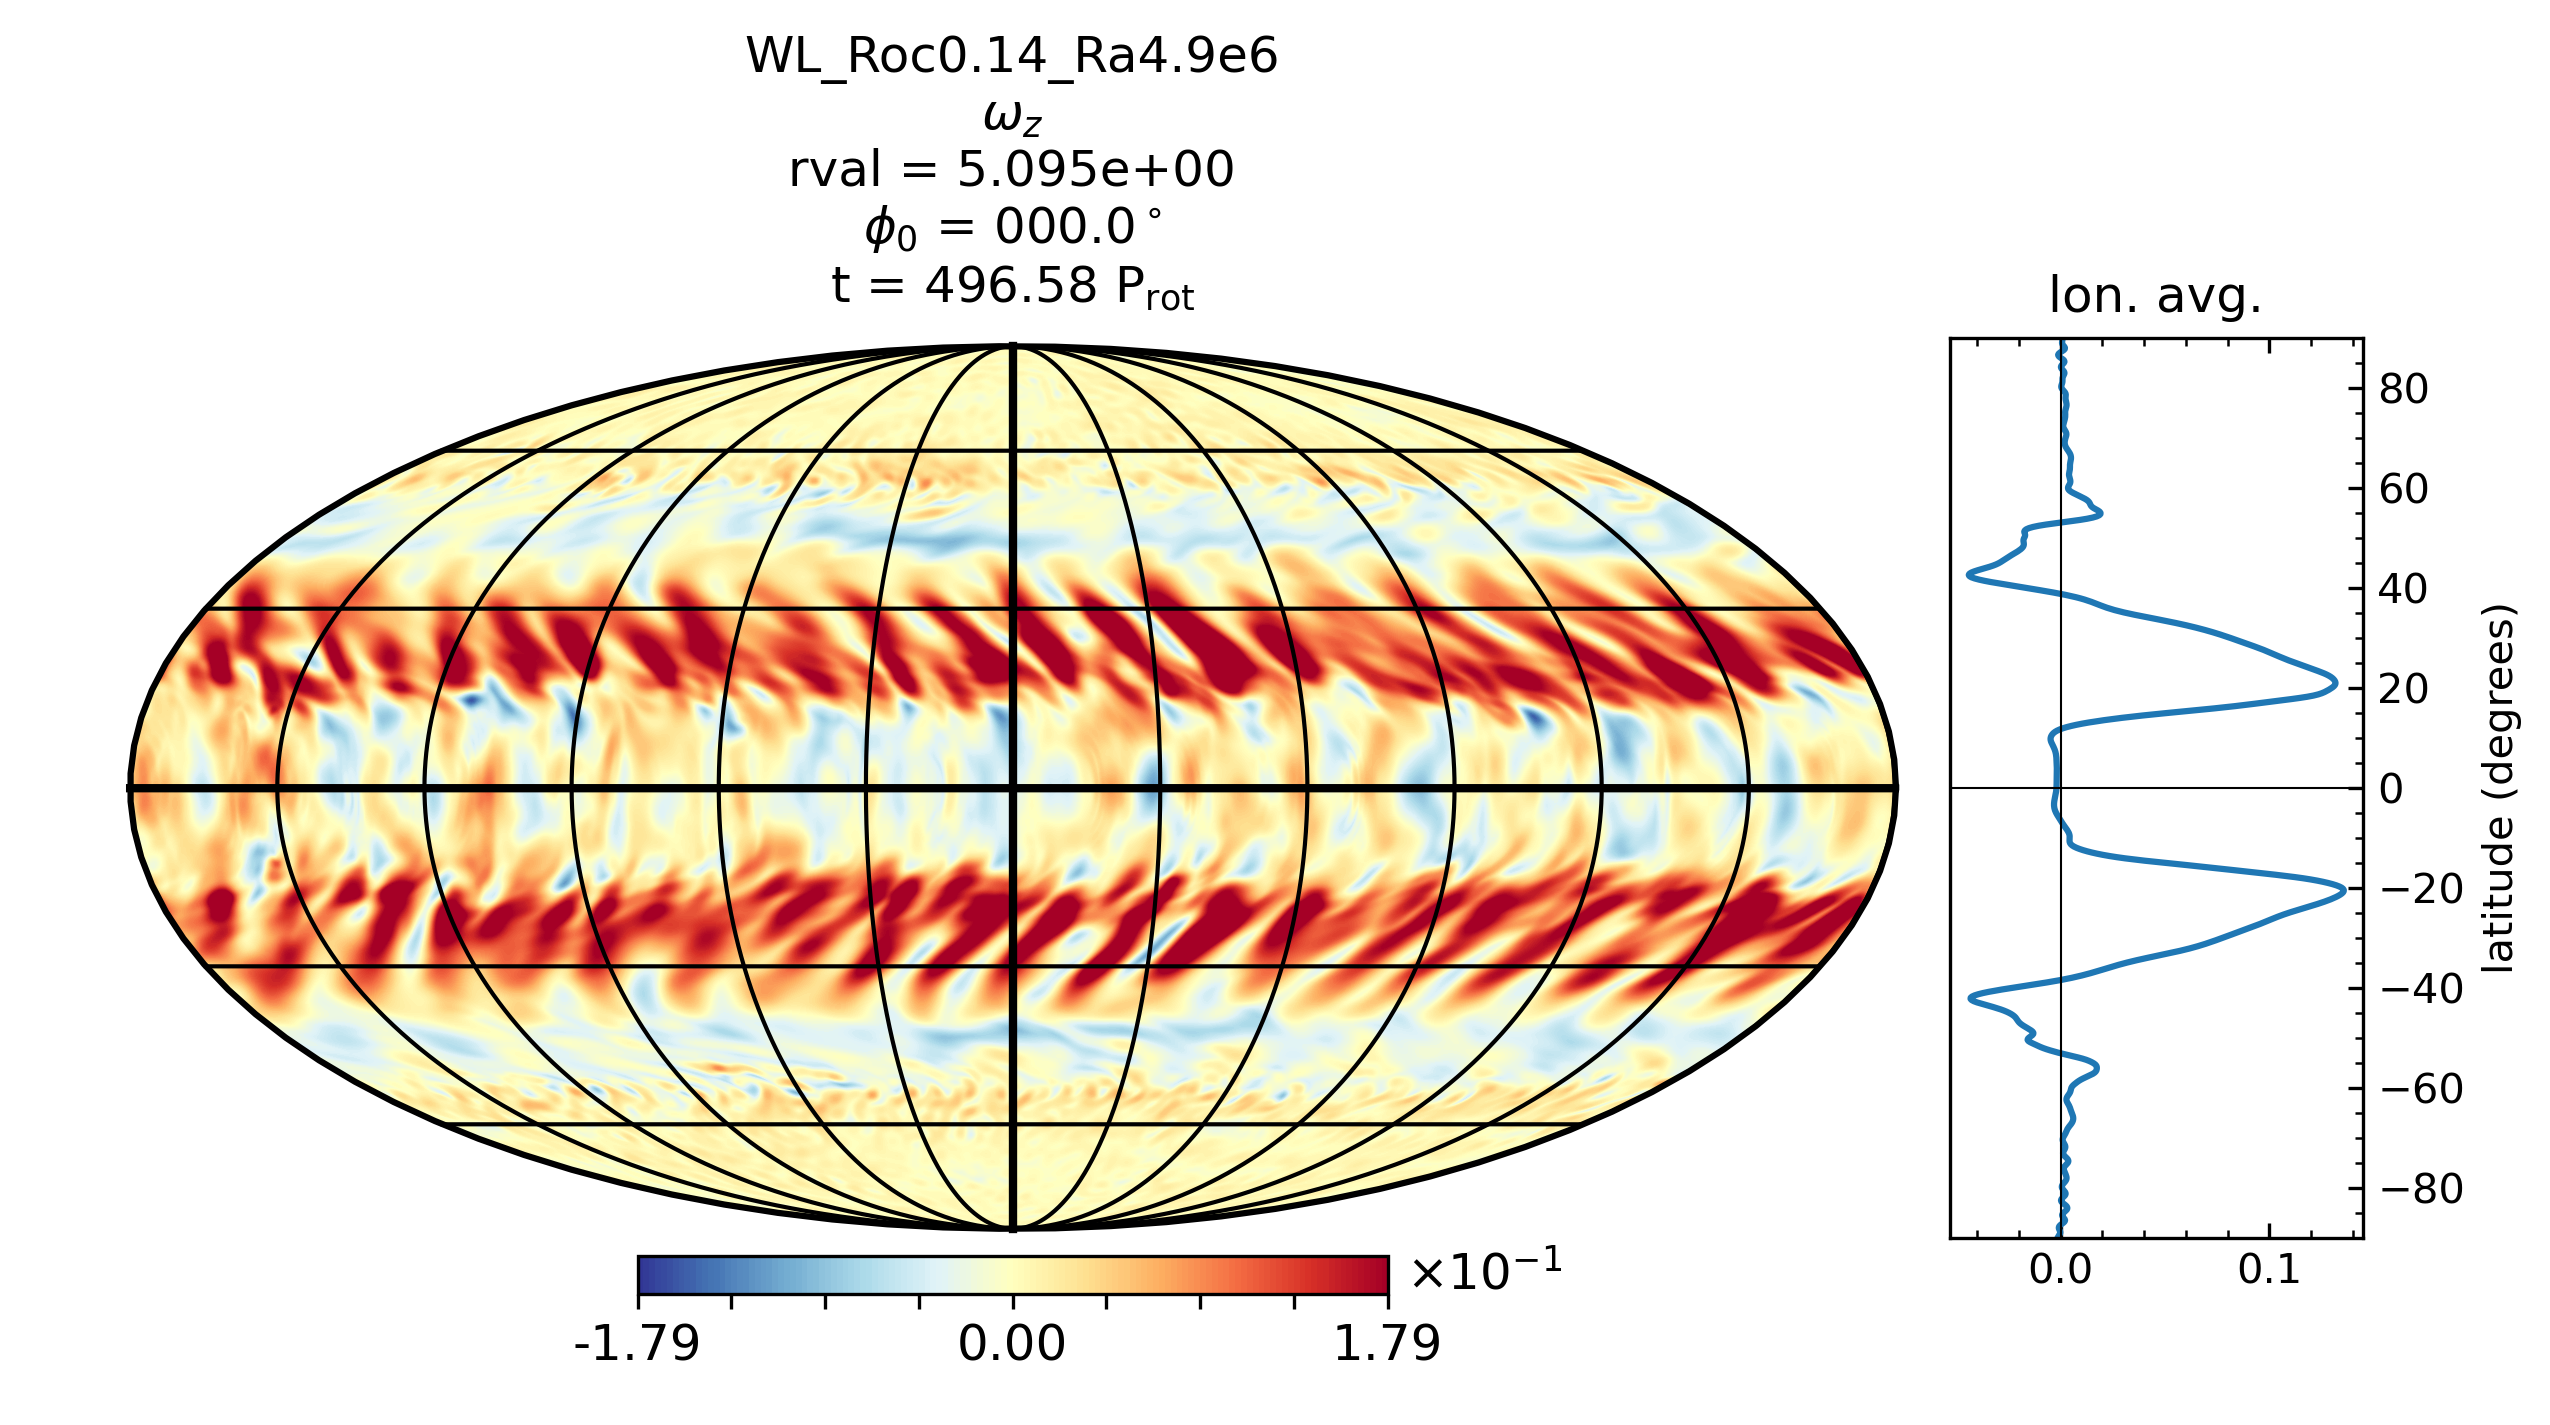 WL_Roc0.14_Ra4.9e6
ω_z
rval = 5.095e+00
ϕ₀ = 000.0°
t = 496.58 P_rot
lon. avg.
80
60
40
20
0
−20
−40
−60
−80
latitude (degrees)
0.0 0.1
×10⁻¹
-1.79 0.00 1.79